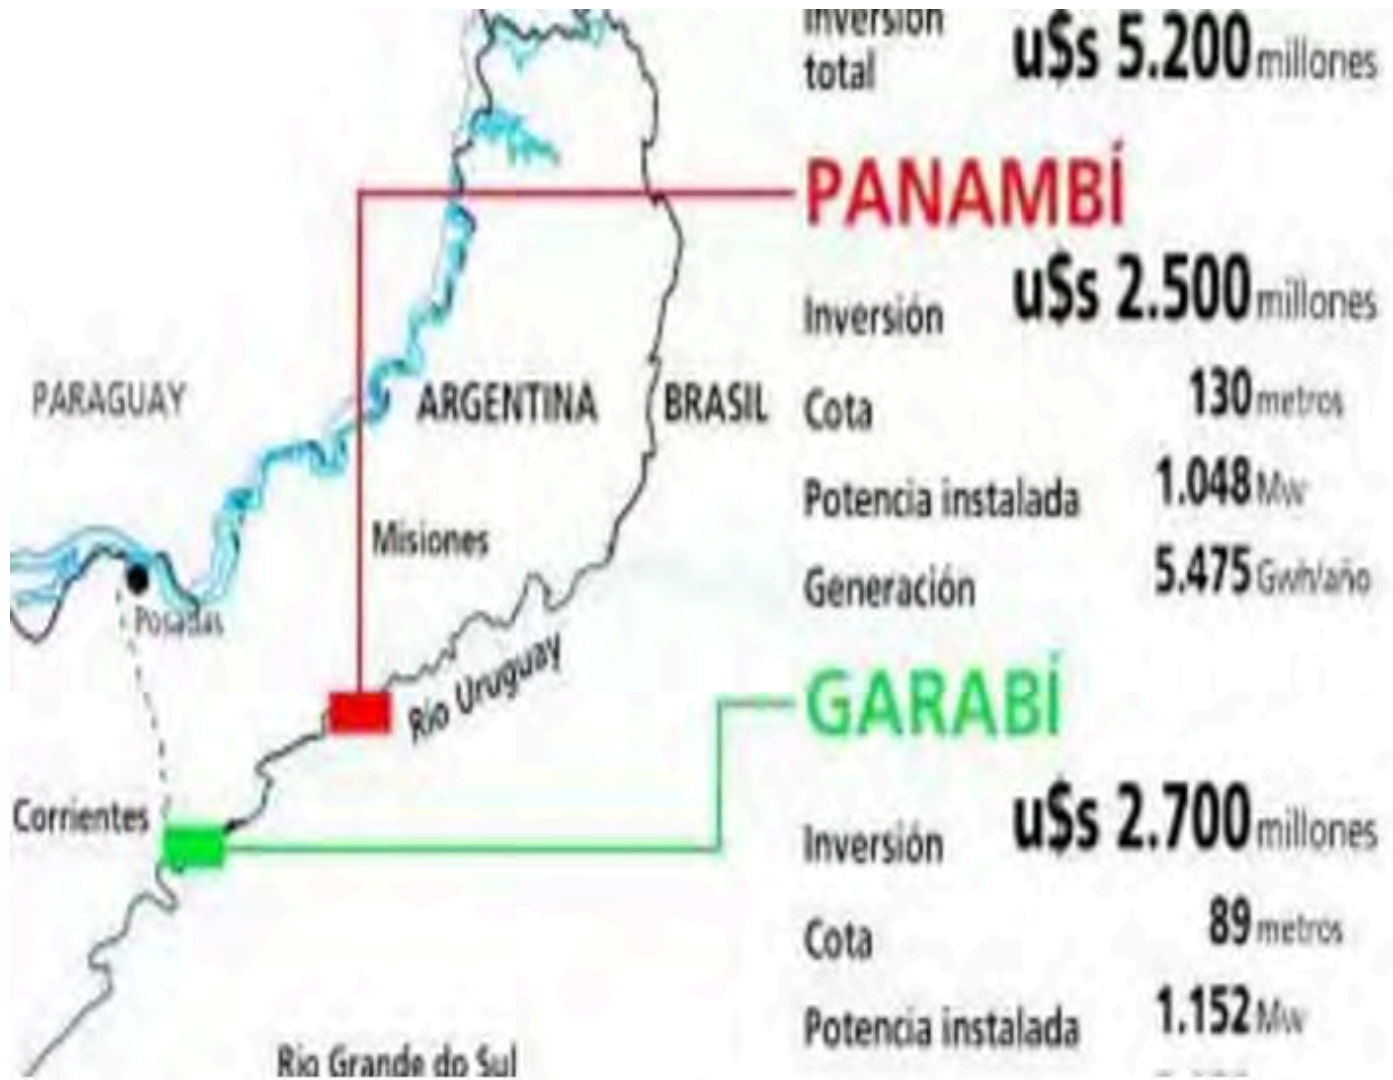 Inversión
total
u$s 5.200 millones
PANAMBÍ
Inversión u$s 2.500 millones
Cota 130 metros
Potencia instalada 1.048 Mw
Generación 5.475 Gwh/año
GARABÍ
Inversión u$s 2.700 millones
Cota 89 metros
Potencia instalada 1.152 Mw
PARAGUAY
ARGENTINA
BRASIL
Misiones
Posadas
Río Uruguay
Corrientes
Rio Grande do Sul